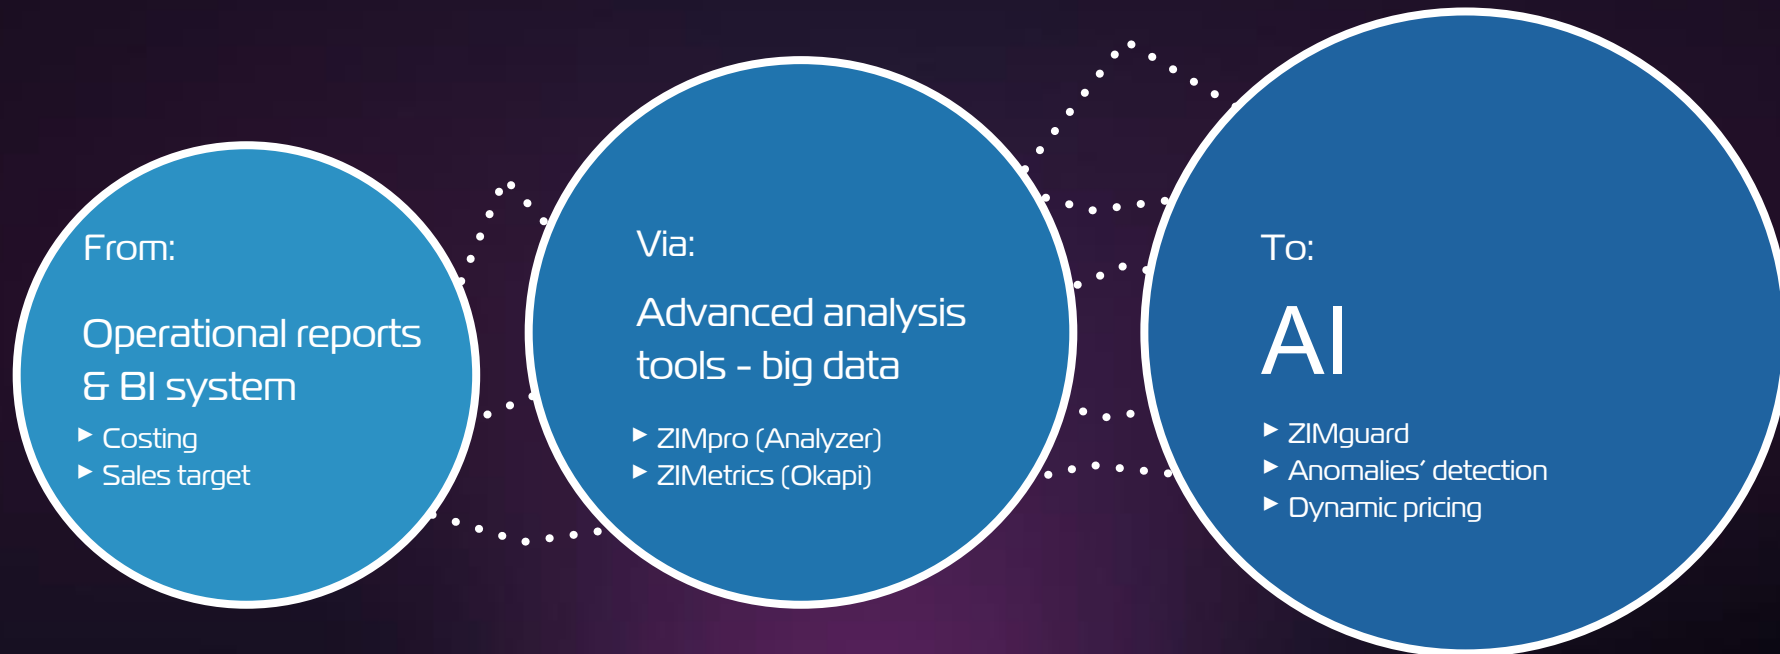 From:
Operational reports
& BI system
► Costing
► Sales target
Via:
Advanced analysis
tools - big data
► ZIMpro (Analyzer)
► ZIMetrics (Okapi)
To:
AI
► ZIMguard
► Anomalies’ detection
► Dynamic pricing